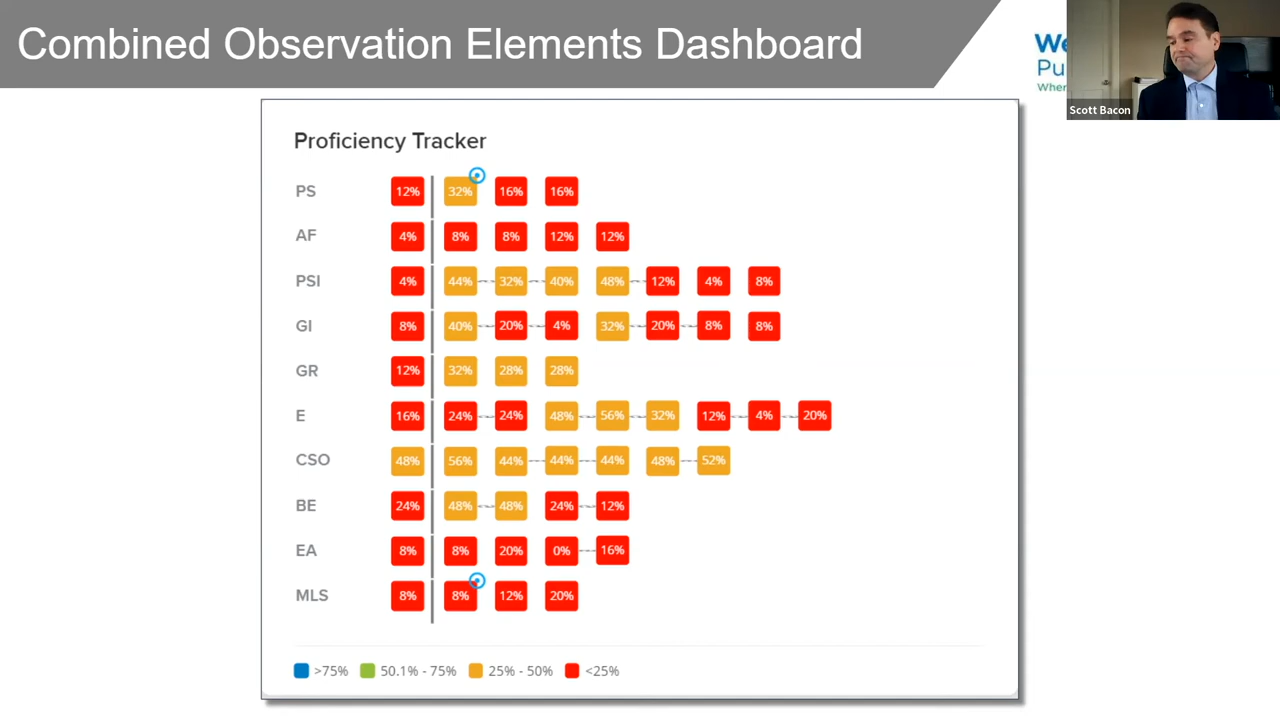 Combined Observation Elements Dashboard
We
Pu
Wher
Scott Bacon
Proficiency Tracker
PS 12% 32% 16% 16%
AF 4% 8% 8% 12% 12%
PSI 4% 44% 32% 40% 48% 12% 4% 8%
GI 8% 40% 20% 4% 32% 20% 8% 8%
GR 12% 32% 28% 28%
E 16% 24% 24% 48% 56% 32% 12% 4% 20%
CSO 48% 56% 44% 44% 44% 48% 52%
BE 24% 48% 48% 24% 12%
EA 8% 8% 20% 0% 16%
MLS 8% 8% 12% 20%
>75% 50.1% - 75% 25% - 50% <25%